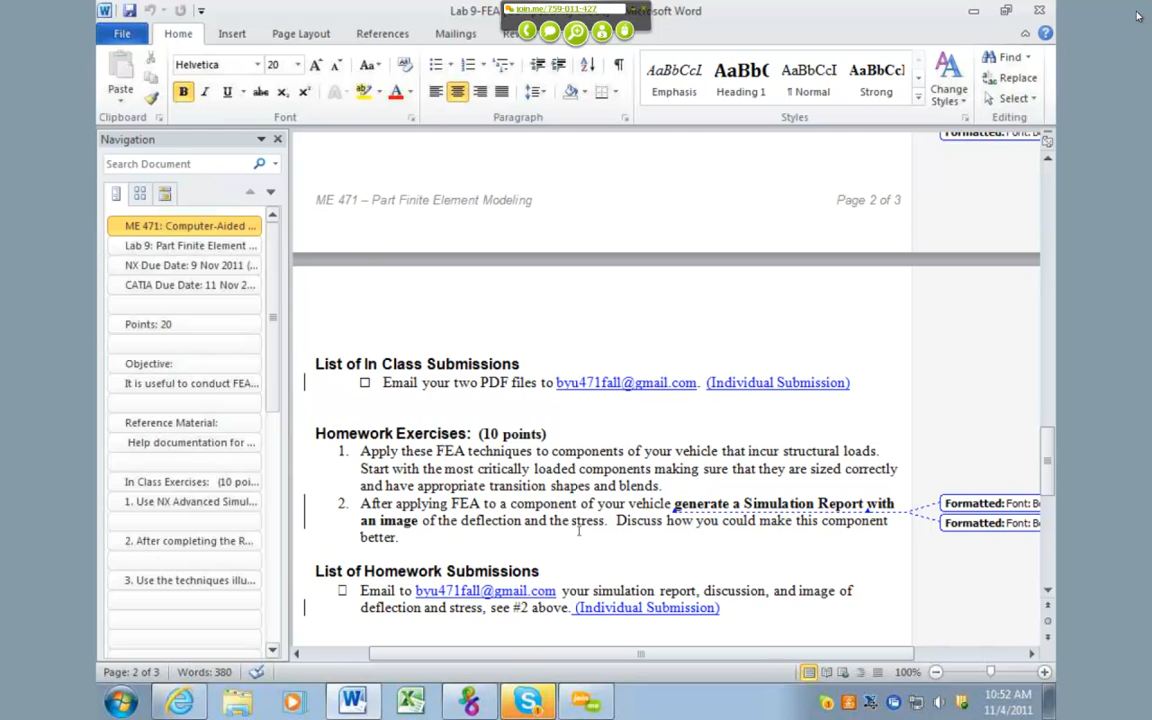 Lab 9-FEA
Microsoft Word
join.me/759-011-427
File
Home
Insert
Page Layout
References
Mailings
Helvetica
20
Paste
Clipboard
Font
Paragraph
AaBbCcI
AaBb(
AaBbCcI
AaBbCcI
Emphasis
Heading 1
¶ Normal
Strong
Change
Styles
Styles
Find
Replace
Select
Editing
Navigation
Search Document
ME 471: Computer-Aided ...
Lab 9: Part Finite Element ...
NX Due Date: 9 Nov 2011 (...
CATIA Due Date: 11 Nov 2...
Points: 20
Objective:
It is useful to conduct FEA...
Reference Material:
Help documentation for ...
In Class Exercises: (10 poi...
1. Use NX Advanced Simul...
2. After completing the R...
3. Use the techniques illu...
ME 471 – Part Finite Element Modeling
Page 2 of 3
List of In Class Submissions
Email your two PDF files to byu471fall@gmail.com. (Individual Submission)
Homework Exercises: (10 points)
1. Apply these FEA techniques to components of your vehicle that incur structural loads.
Start with the most critically loaded components making sure that they are sized correctly
and have appropriate transition shapes and blends.
2. After applying FEA to a component of your vehicle generate a Simulation Report with
an image of the deflection and the stress. Discuss how you could make this component
better.
List of Homework Submissions
Email to byu471fall@gmail.com your simulation report, discussion, and image of
deflection and stress, see #2 above. (Individual Submission)
Formatted: Font: B
Formatted: Font: B
Formatted: Font: B
Page: 2 of 3
Words: 380
100%
10:52 AM
11/4/2011